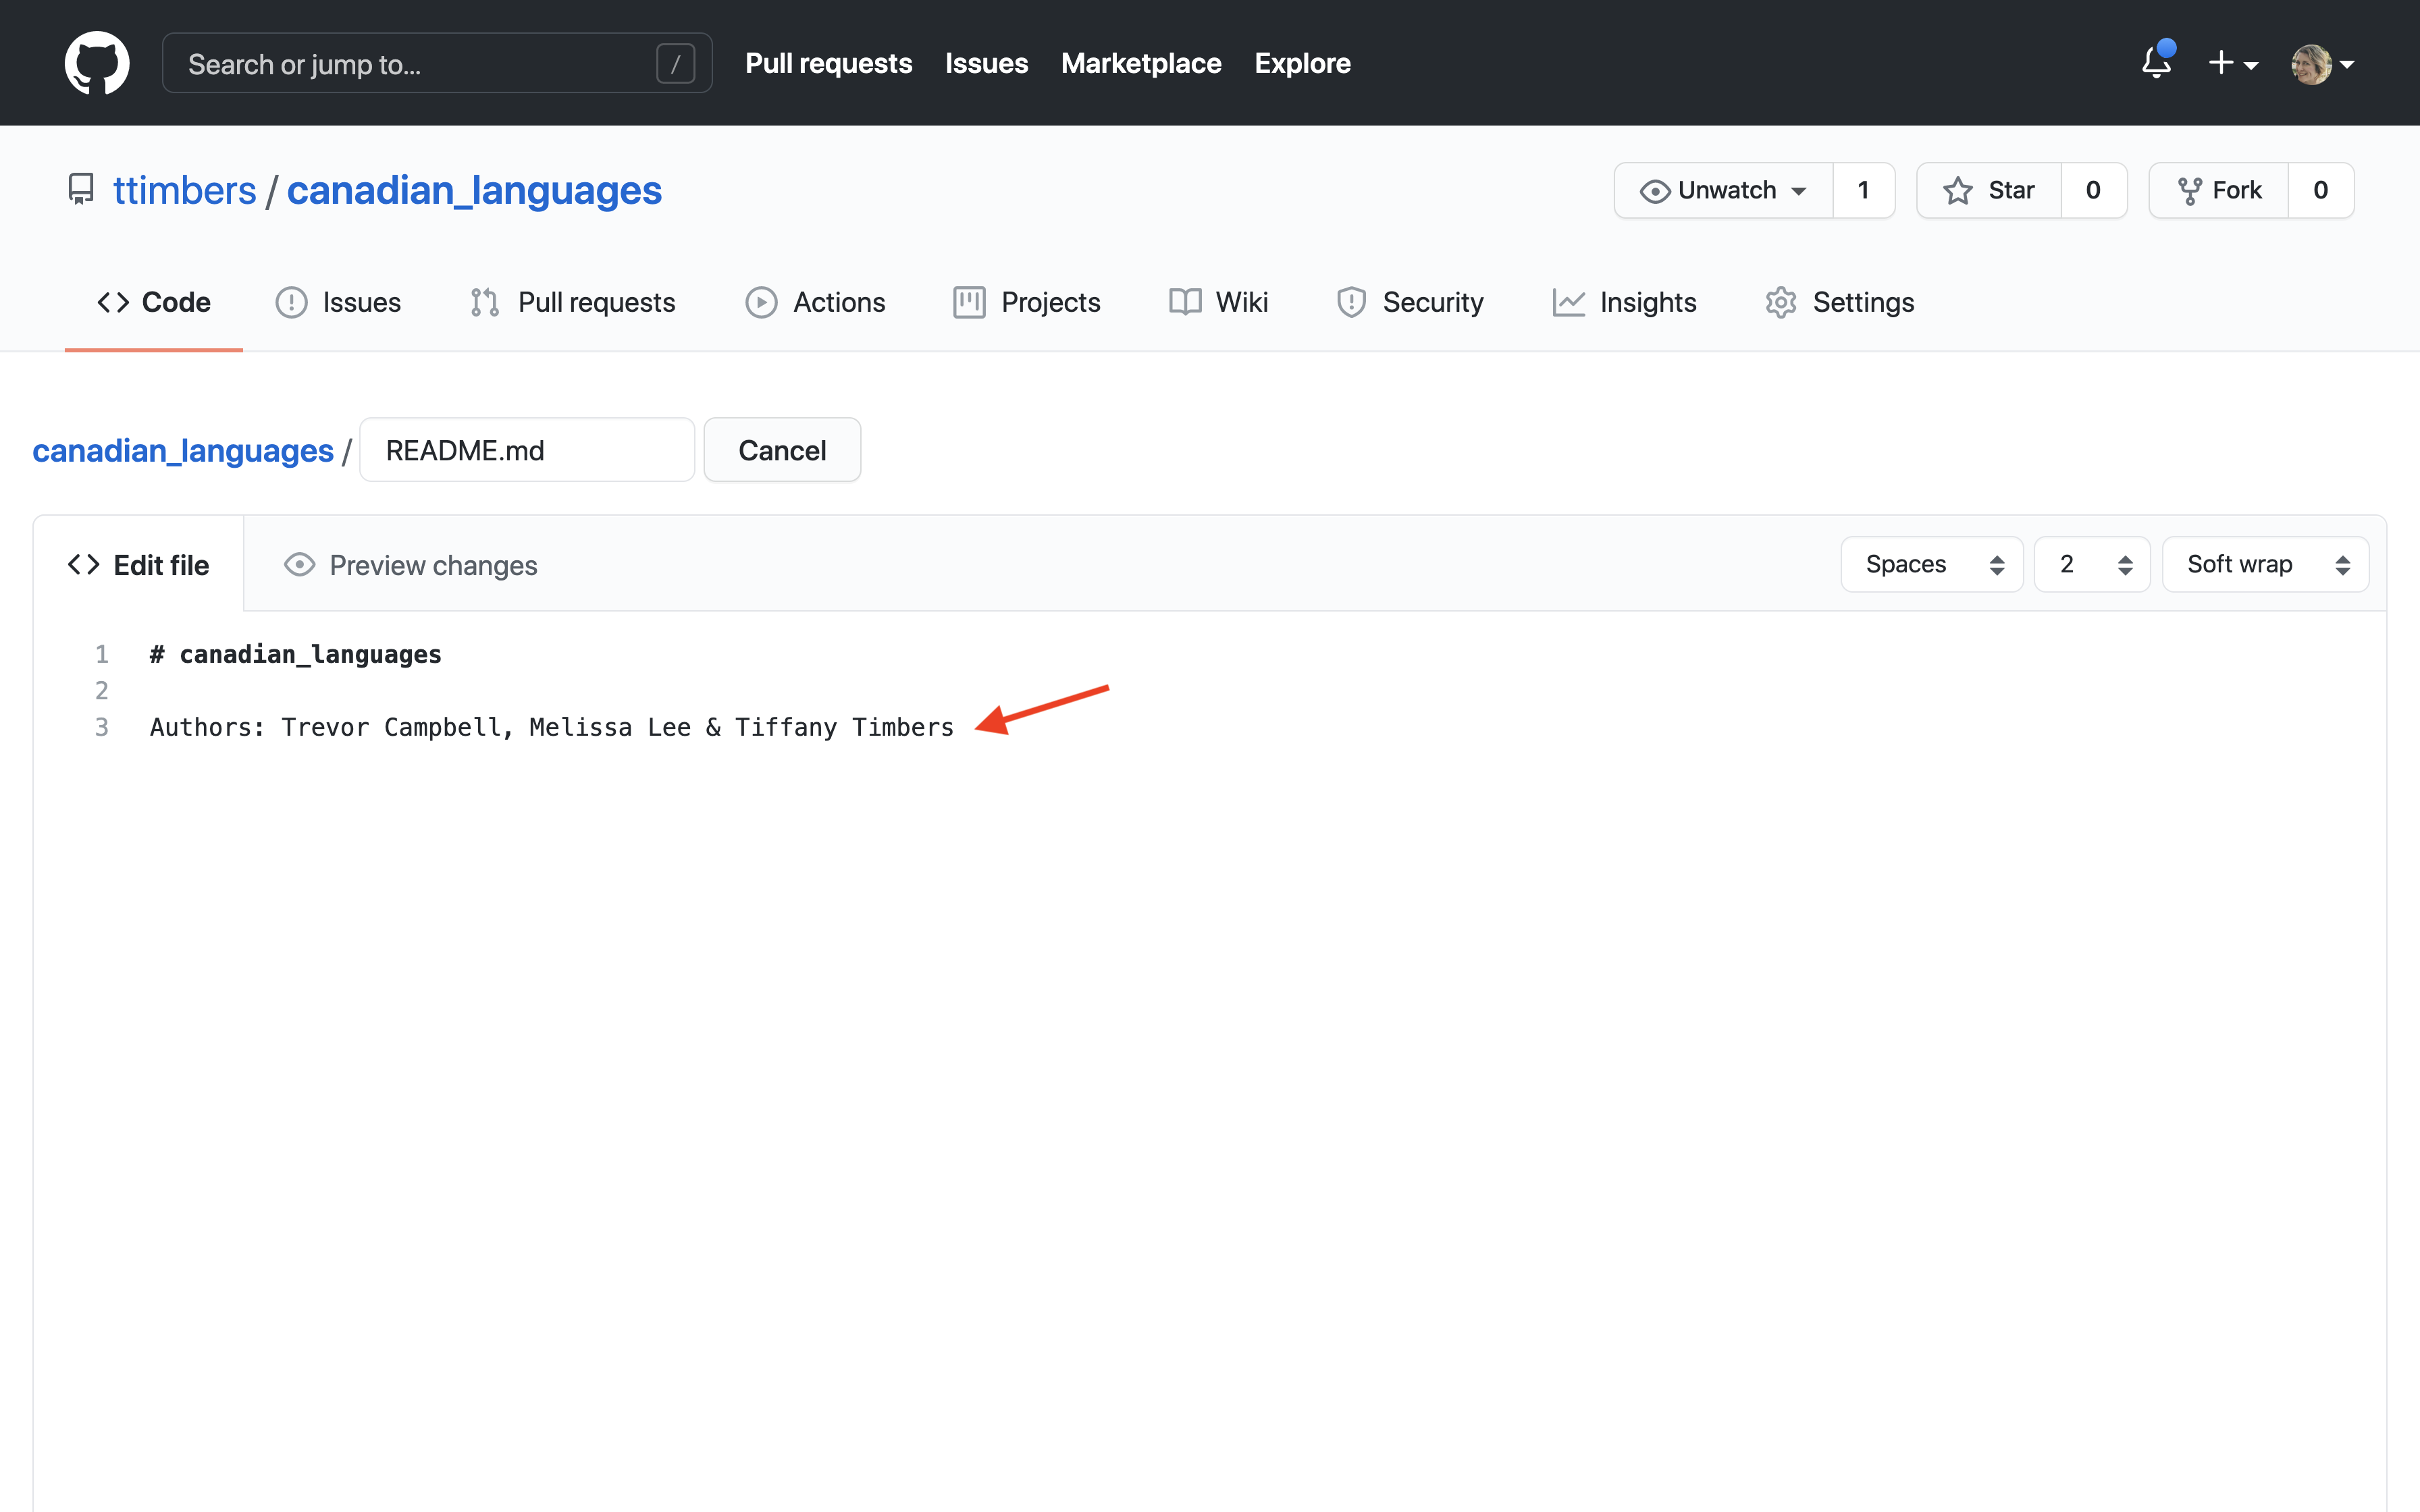 Search or jump to... / Pull requests Issues Marketplace Explore
ttimbers / canadian_languages Unwatch 1 Star 0 Fork 0
Code Issues Pull requests Actions Projects Wiki Security Insights Settings
canadian_languages / README.md Cancel
Edit file Preview changes Spaces 2 Soft wrap
1 # canadian_languages
2
3 Authors: Trevor Campbell, Melissa Lee & Tiffany Timbers